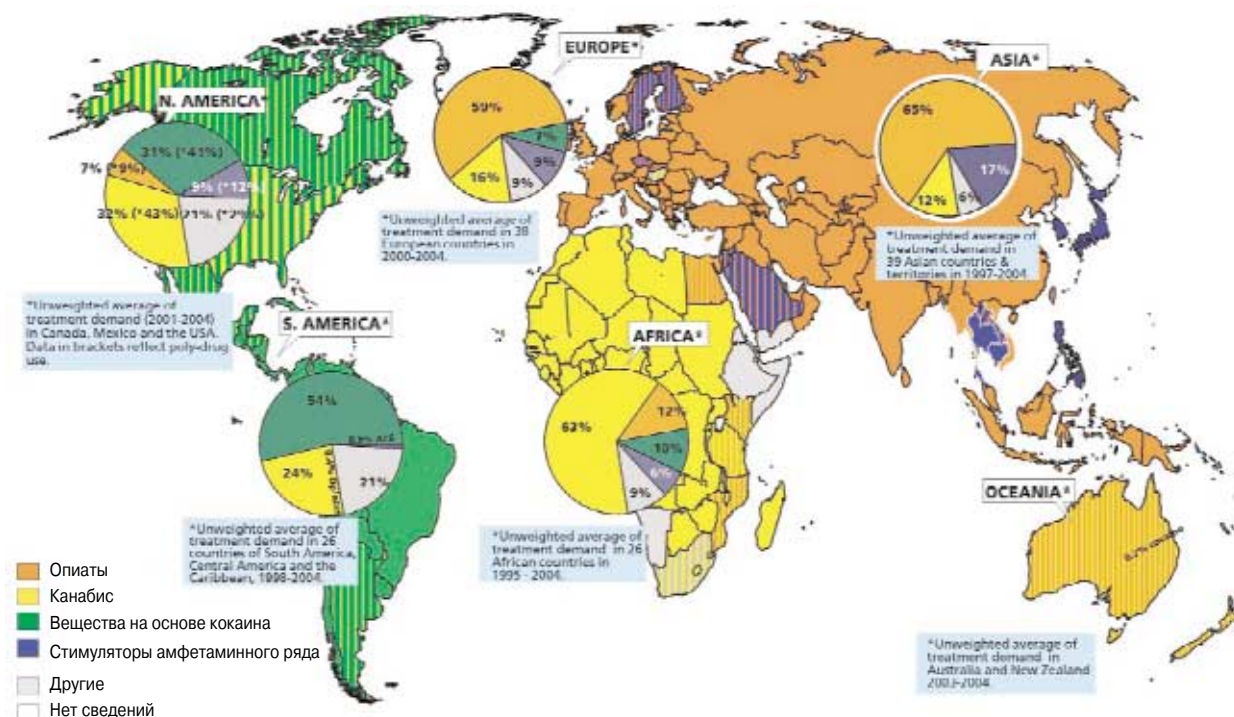 EUROPE*
59%
7%
9%
9%
16%
*Unweighted average of
treatment demand in
European countries in
2000-2004.
ASIA*
65%
17%
6%
12%
*Unweighted average of
treatment demand in
39 Asian countries &
territories in 1997-2004.
N. AMERICA*
31% (*41%)
7% (*9%)
9% (*12%)
32% (*43%)
21%
*Unweighted average of
treatment demand (2001-2004)
in Canada, Mexico and the USA.
Data in brackets reflect poly-drug
use.
S. AMERICA*
54%
24%
21%
*Unweighted average of
treatment demand in 26
countries of South America,
Central America and the
Caribbean, 1998-2004.
AFRICA*
63%
12%
10%
6%
9%
*Unweighted average of
treatment demand in 26
African countries in
1995 - 2004.
OCEANIA*
*Unweighted average of
treatment demand in
Australia and New Zealand
2003-2004.
Опиаты
Канабис
Вещества на основе кокаина
Стимуляторы амфетаминного ряда
Другие
Нет сведений